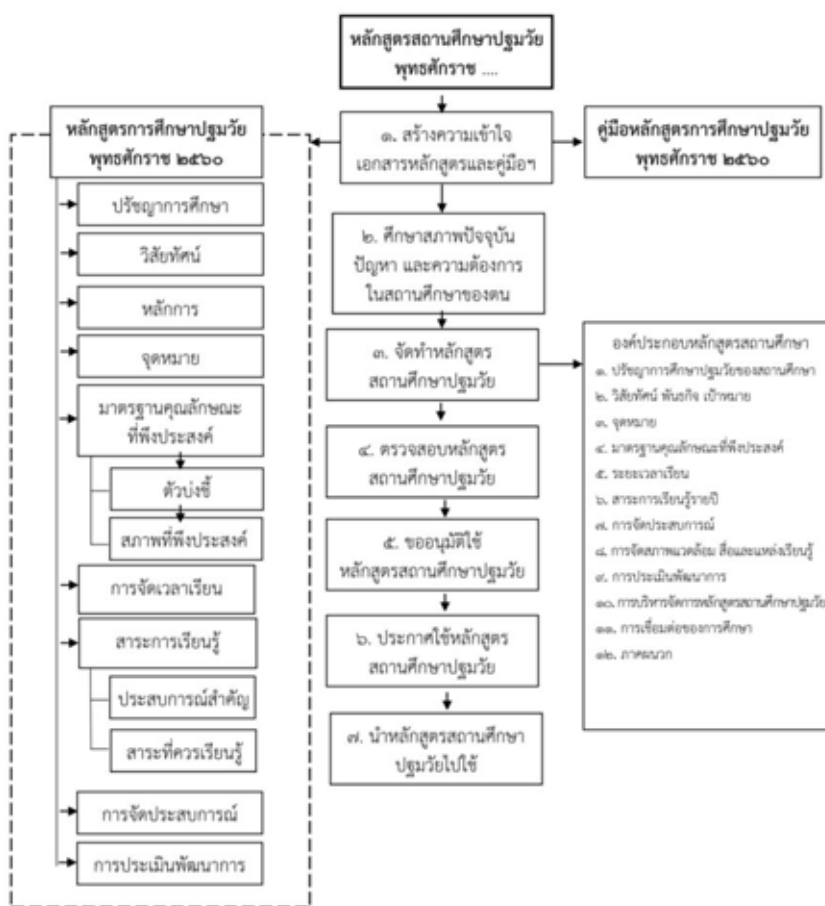 หลักสูตรสถานศึกษาปฐมวัย
พุทธศักราช ....
หลักสูตรการศึกษาปฐมวัย
พุทธศักราช ๒๕๖๐
๑. สร้างความเข้าใจ
เอกสารหลักสูตรและคู่มือฯ
คู่มือหลักสูตรการศึกษาปฐมวัย
พุทธศักราช ๒๕๖๐
ปรัชญาการศึกษา
วิสัยทัศน์
หลักการ
จุดหมาย
มาตรฐานคุณลักษณะ
ที่พึงประสงค์
ตัวบ่งชี้
สภาพที่พึงประสงค์
การจัดเวลาเรียน
สาระการเรียนรู้
ประสบการณ์สำคัญ
สาระที่ควรเรียนรู้
การจัดประสบการณ์
การประเมินพัฒนาการ
๒. ศึกษาสภาพปัจจุบัน
ปัญหา และความต้องการ
ในสถานศึกษาของตน
๓. จัดทำหลักสูตร
สถานศึกษาปฐมวัย
๔. ตรวจสอบหลักสูตร
สถานศึกษาปฐมวัย
๕. ขออนุมัติใช้
หลักสูตรสถานศึกษาปฐมวัย
๖. ประกาศใช้หลักสูตร
สถานศึกษาปฐมวัย
๗. นำหลักสูตรสถานศึกษา
ปฐมวัยไปใช้
องค์ประกอบหลักสูตรสถานศึกษา
๑. ปรัชญาการศึกษาปฐมวัยของสถานศึกษา
๒. วิสัยทัศน์ พันธกิจ เป้าหมาย
๓. จุดหมาย
๔. มาตรฐานคุณลักษณะที่พึงประสงค์
๕. ระยะเวลาเรียน
๖. สาระการเรียนรู้รายปี
๗. การจัดประสบการณ์
๘. การจัดสภาพแวดล้อม สื่อและแหล่งเรียนรู้
๙. การประเมินพัฒนาการ
๑๐. การบริหารจัดการหลักสูตรสถานศึกษาปฐมวัย
๑๑. การเชื่อมต่อของการศึกษา
๑๒. ภาคผนวก